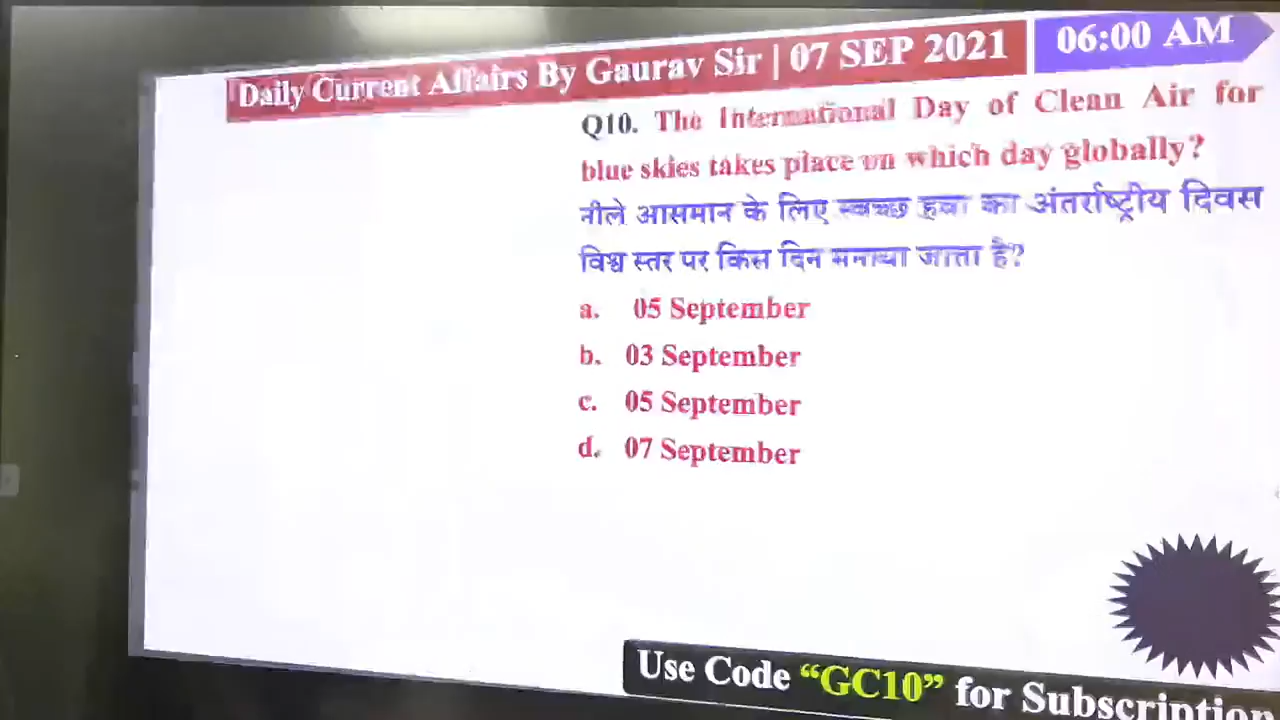 Daily Current Affairs By Gaurav Sir | 07 SEP 2021
06:00 AM
Q10. The International Day of Clean Air for
blue skies takes place on which day globally?
नीले आसमान के लिए स्वच्छ हवा का अंतर्राष्ट्रीय दिवस
विश्व स्तर पर किस दिन मनाया जाता है?
a. 05 September
b. 03 September
c. 05 September
d. 07 September
Use Code “GC10” for Subscription